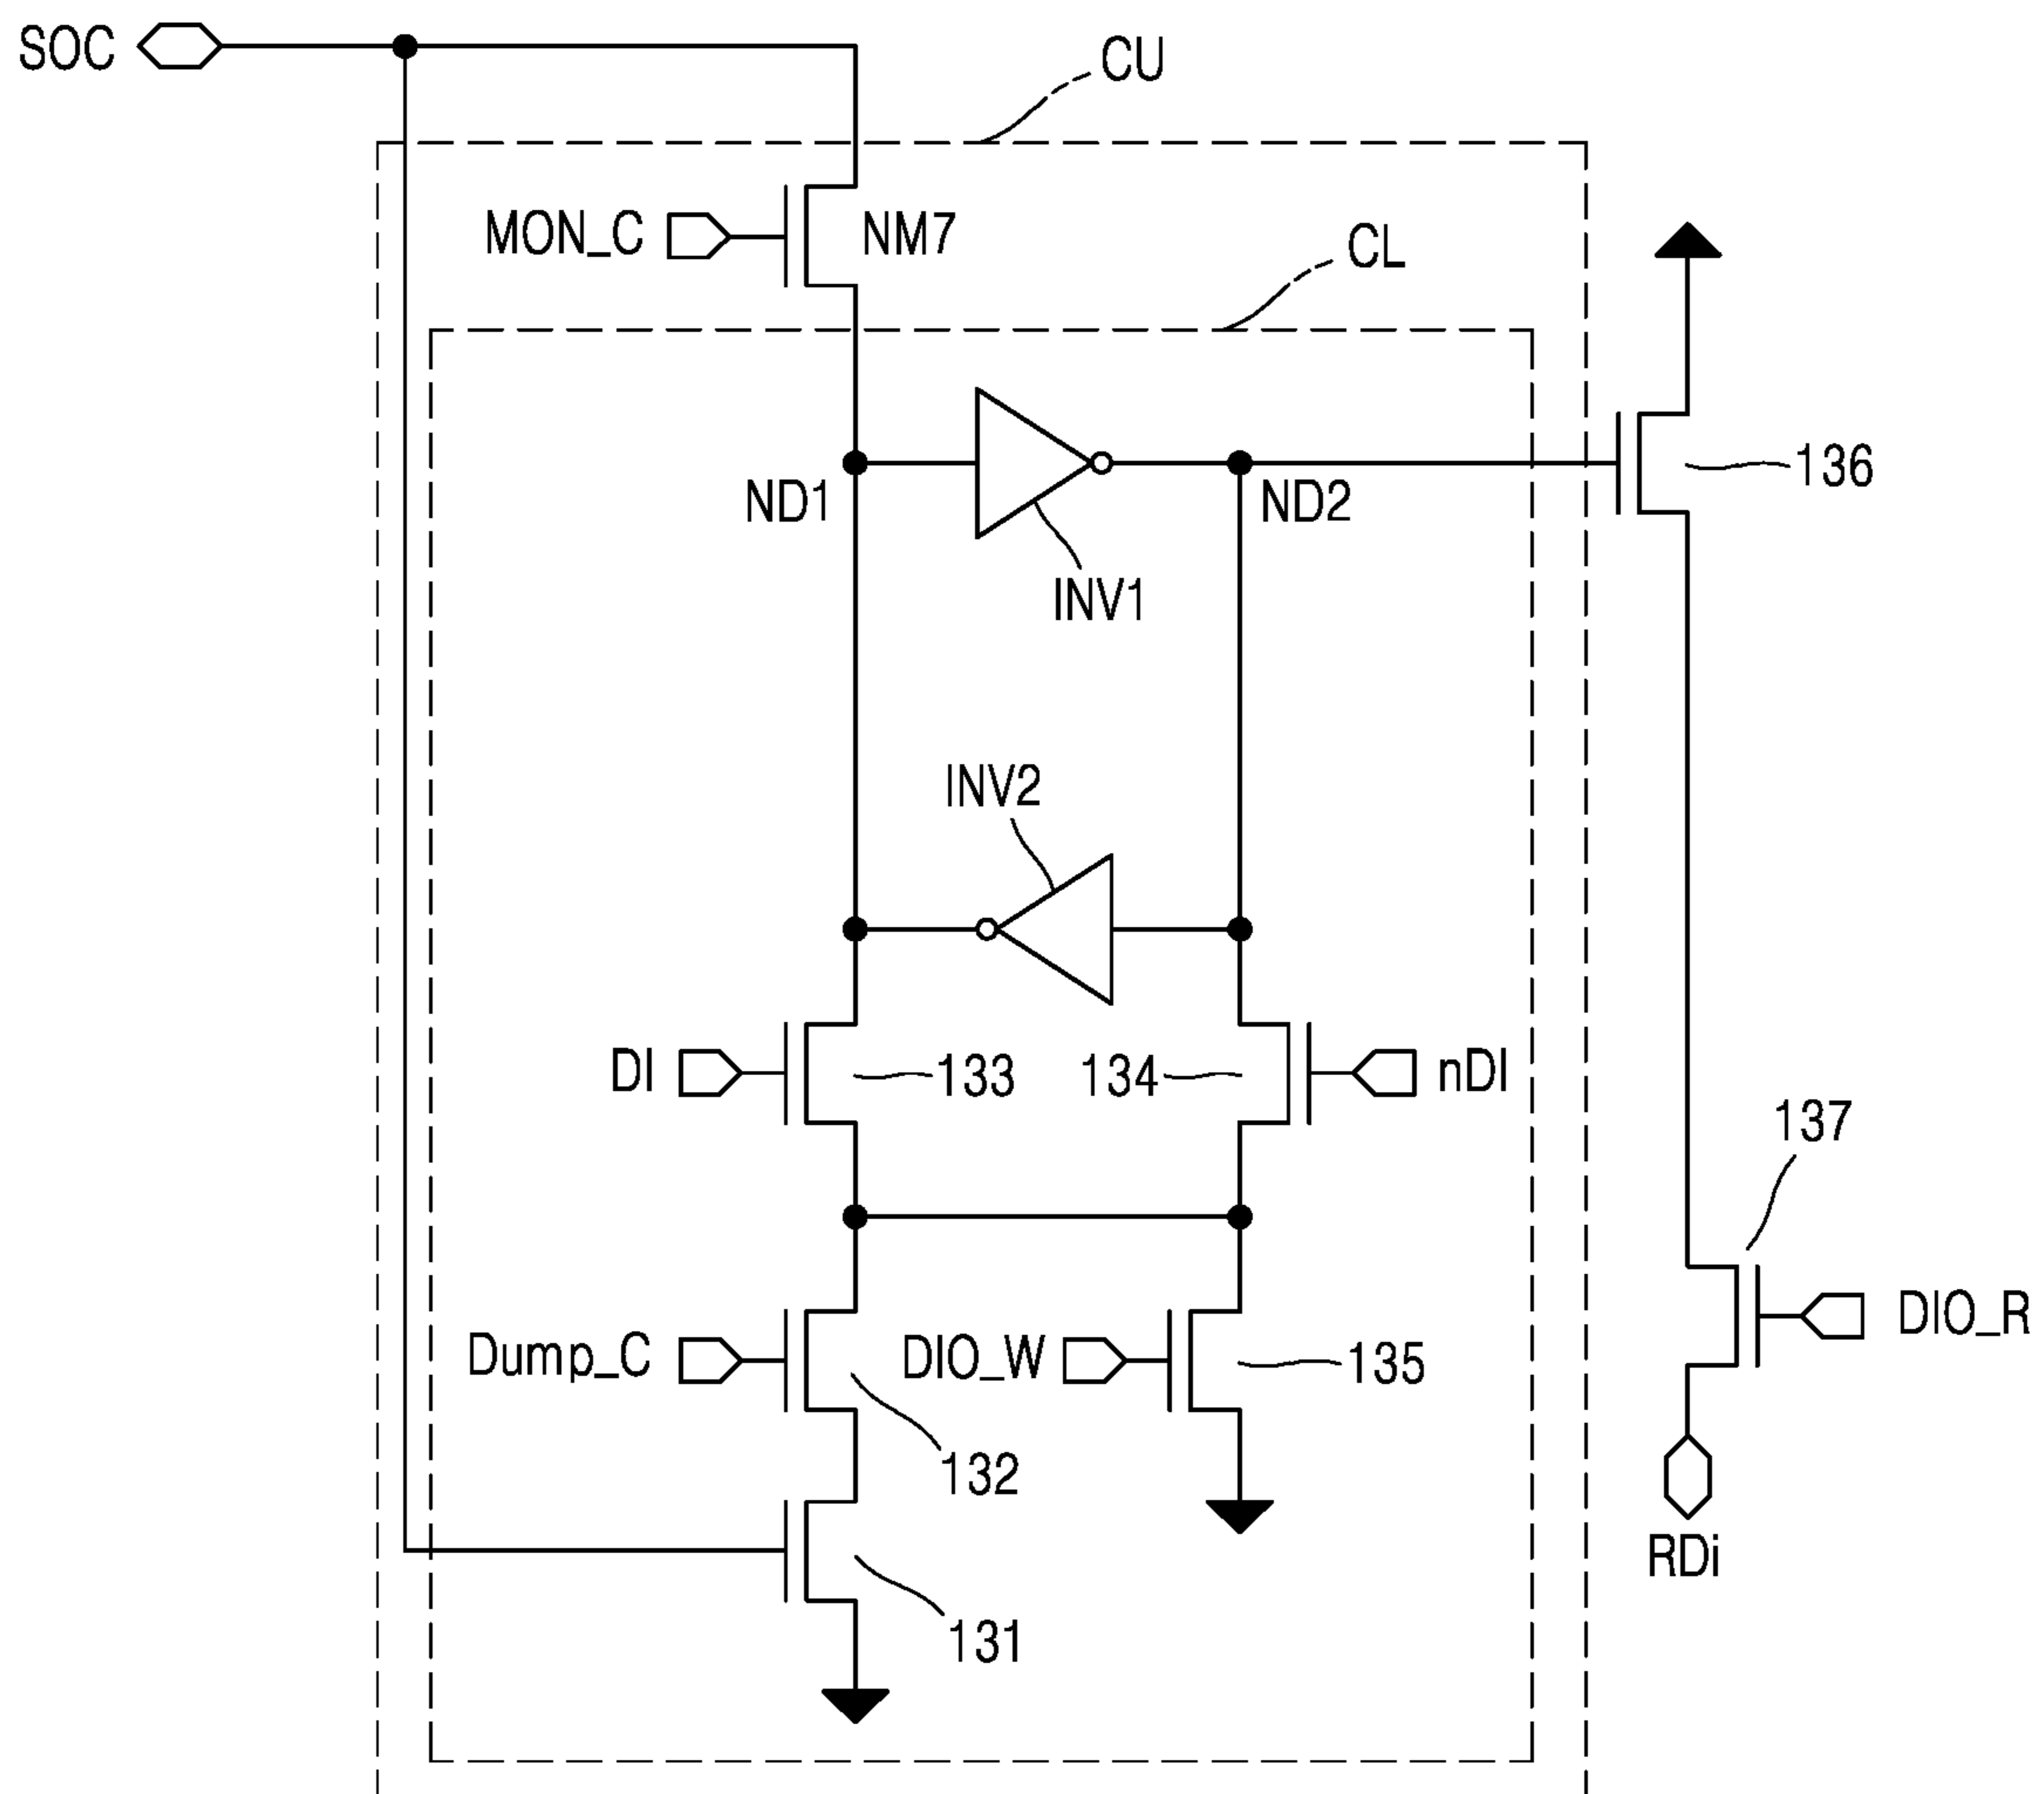 SOC
CU
MON_C
NM7
CL
136
ND1
ND2
INV1
INV2
DI
133
134
nDI
137
Dump_C
DIO_W
135
DIO_R
132
RDi
131